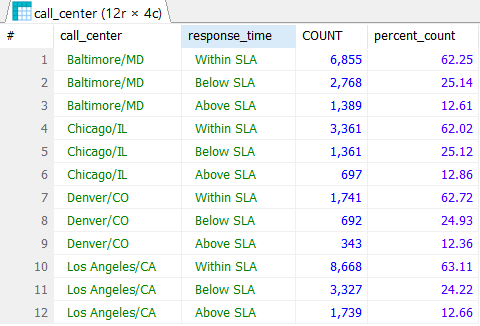 call_center (12r × 4c)
# call_center response_time COUNT percent_count
1 Baltimore/MD Within SLA 6,855 62.25
2 Baltimore/MD Below SLA 2,768 25.14
3 Baltimore/MD Above SLA 1,389 12.61
4 Chicago/IL Within SLA 3,361 62.02
5 Chicago/IL Below SLA 1,361 25.12
6 Chicago/IL Above SLA 697 12.86
7 Denver/CO Within SLA 1,741 62.72
8 Denver/CO Below SLA 692 24.93
9 Denver/CO Above SLA 343 12.36
10 Los Angeles/CA Within SLA 8,668 63.11
11 Los Angeles/CA Below SLA 3,327 24.22
12 Los Angeles/CA Above SLA 1,739 12.66